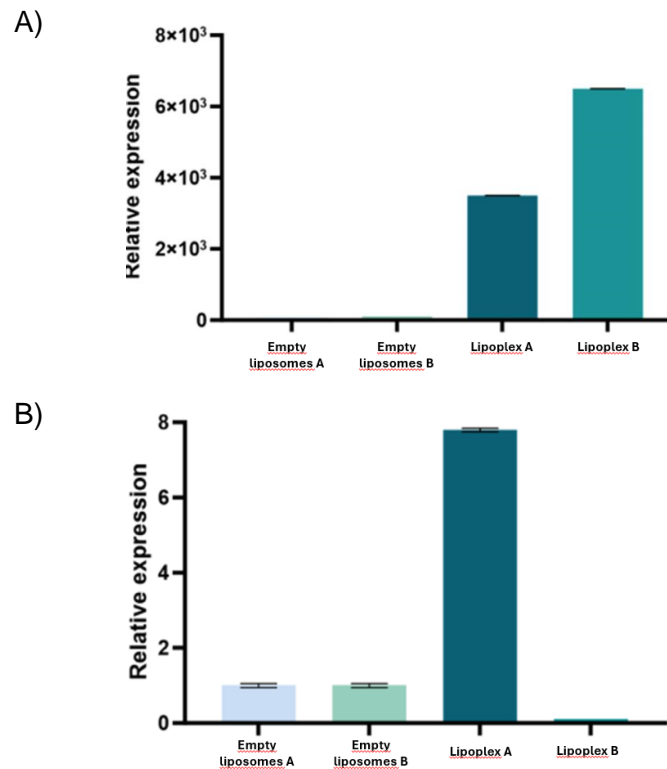 A)
Relative expression
8×10³
6×10³
4×10³
2×10³
0
Empty
liposomes A
Empty
liposomes B
Lipoplex A
Lipoplex B
B)
Relative expression
8
6
4
2
0
Empty
liposomes A
Empty
liposomes B
Lipoplex A
Lipoplex B